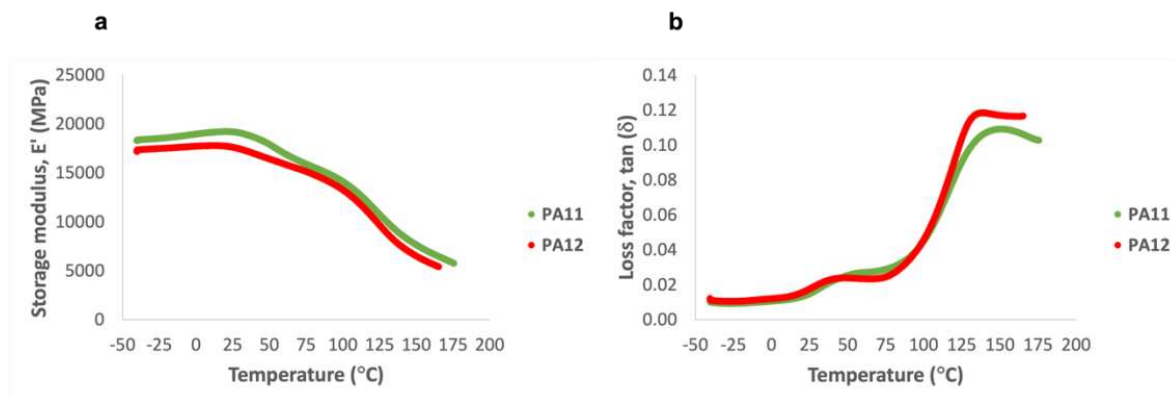 a
Storage modulus, E' (MPa)
25000
20000
15000
10000
5000
0
-50 -25 0 25 50 75 100 125 150 175 200
Temperature (°C)
PA11
PA12
b
Loss factor, tan (δ)
0.14
0.12
0.10
0.08
0.06
0.04
0.02
0.00
-50 -25 0 25 50 75 100 125 150 175 200
Temperature (°C)
PA11
PA12